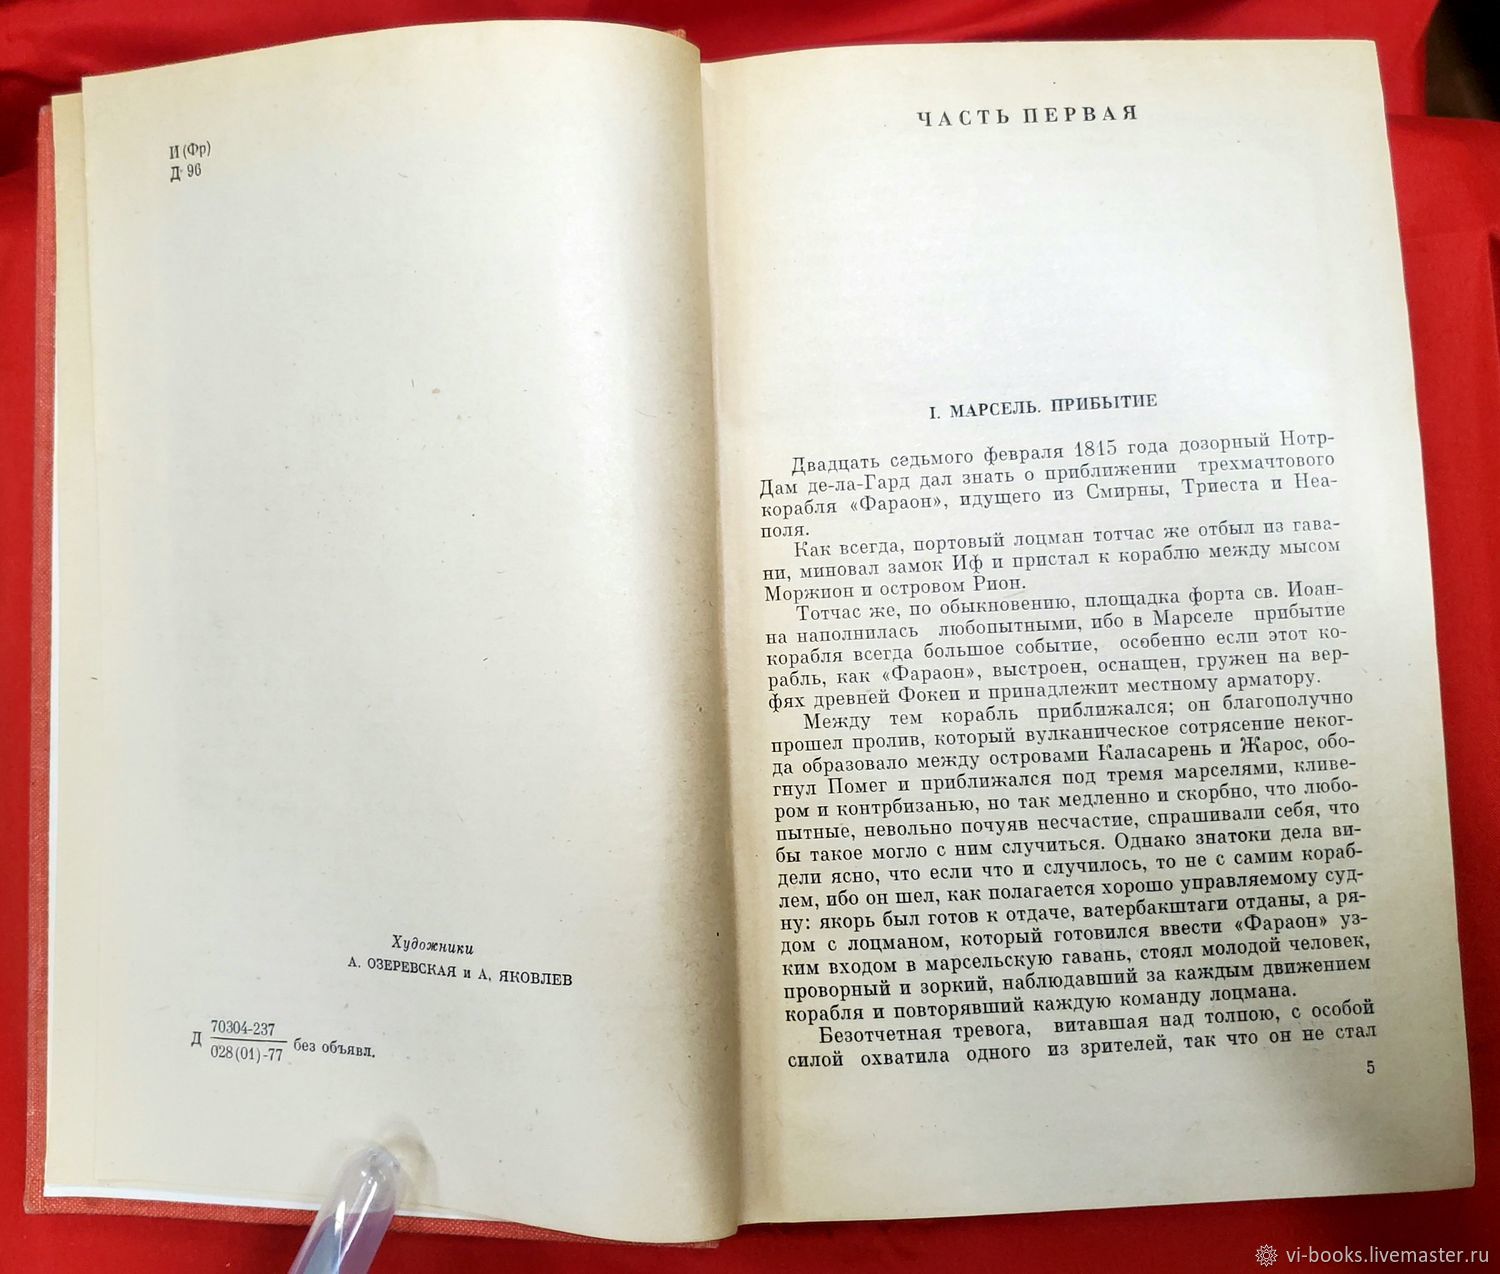 И (Фр)
Д 96
Художники
А. ОЗЕРЕВСКАЯ и А. ЯКОВЛЕВ
Д 70304-237
028(01)-77 без объявл.
ЧАСТЬ ПЕРВАЯ
I. МАРСЕЛЬ. ПРИБЫТИЕ
Двадцать седьмого февраля 1815 года дозорный Нотр-
Дам де-ла-Гард дал знать о приближении трехмачтового
корабля «Фараон», идущего из Смирны, Триеста и Неа-
поля.
Как всегда, портовый лоцман тотчас же отбыл из гава-
ни, миновал замок Иф и пристал к кораблю между мысом
Моржион и островом Рион.
Тотчас же, по обыкновению, площадка форта св. Иоан-
на наполнилась любопытными, ибо в Марселе прибытие
корабля всегда большое событие, особенно если этот ко-
рабль, как «Фараон», выстроен, оснащен, гружен на вер-
фях древней Фокеи и принадлежит местному арматору.
Между тем корабль приближался; он благополучно
прошел пролив, который вулканическое сотрясение неког-
да образовало между островами Каласарень и Жарос, обо-
гнул Помег и приближался под тремя марселями, кливе-
ром и контрбизанью, но так медленно и скорбно, что любо-
пытные, невольно почуяв несчастие, спрашивали себя, что
бы такое могло с ним случиться. Однако знатоки дела ви-
дели ясно, что если что и случилось, то не с самим кораб-
лем, ибо он шел, как полагается хорошо управляемому суд-
ну: якорь был готов к отдаче, ватербакштаги отданы, а ря-
дом с лоцманом, который готовился ввести «Фараон» уз-
ким входом в марсельскую гавань, стоял молодой человек,
проворный и зоркий, наблюдавший за каждым движением
корабля и повторявший каждую команду лоцмана.
Безотчетная тревога, витавшая над толпою, с особой
силой охватила одного из зрителей, так что он не стал
5
vi-books.livemaster.ru